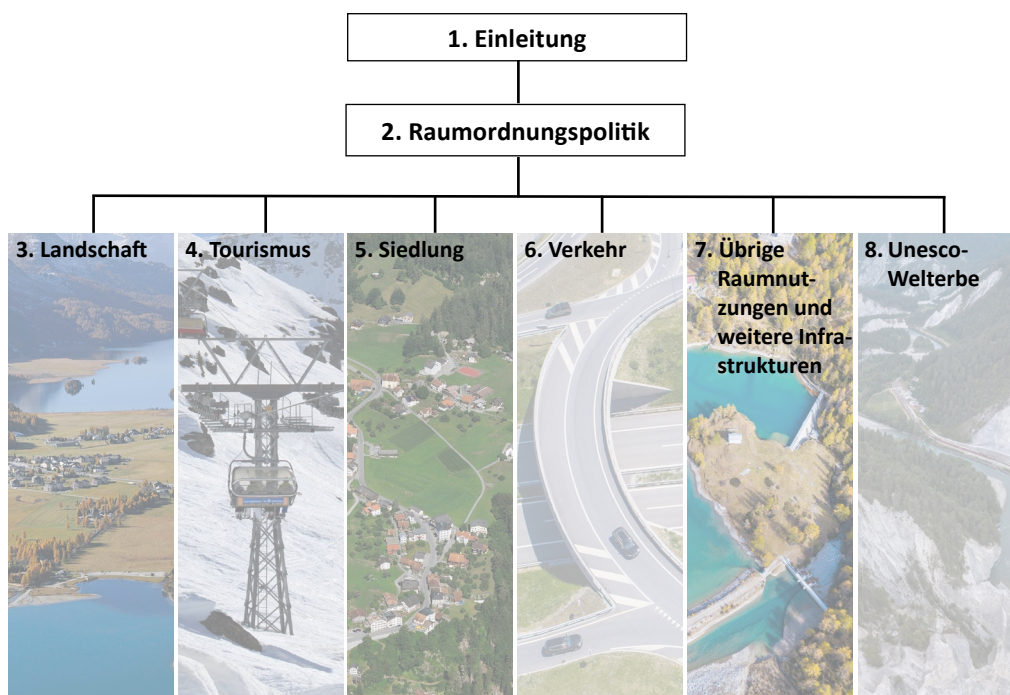 1. Einleitung
2. Raumordnungspolitik
3. Landschaft
4. Tourismus
5. Siedlung
6. Verkehr
7. Übrige
Raumnut-
zungen und
weitere Infra-
strukturen
8. Unesco-
Welterbe